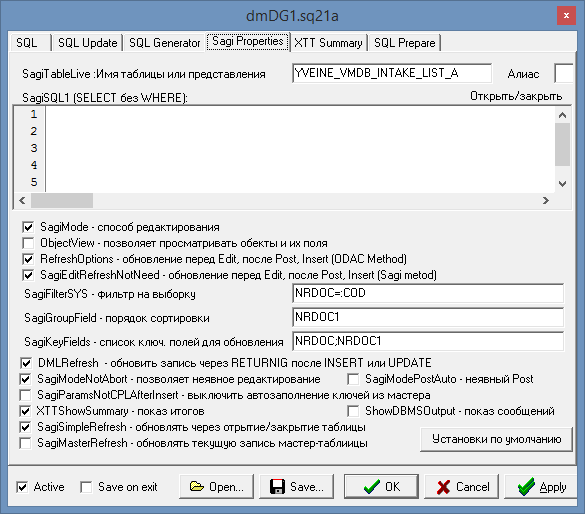 dmDG1.sq21a
SQL SQL Update SQL Generator Sagi Properties XTT Summary SQL Prepare
SagiTableLive :Имя таблицы или представления YVEINE_VMDB_INTAKE_LIST_A Алиас
SagiSQL1 (SELECT без WHERE): Открыть/закрыть
1
2
3
4
5
SagiMode - способ редактирования
ObjectView - позволяет просматривать обекты и их поля
RefreshOptions - обновление перед Edit, после Post, Insert (ODAC Method)
SagiEditRefreshNotNeed - обновление перед Edit, после Post, Insert (Sagi metod)
SagiFilterSYS - фильтр на выборку NRDOC=:COD
SagiGroupField - порядок сортировки NRDOC1
SagiKeyFields - список ключ. полей для обновления NRDOC;NRDOC1
DMLRefresh - обновить запись через RETURNIG после INSERT или UPDATE
SagiModeNotAbort - позволяет неявное редактирование SagiModePostAuto - неявный Post
SagiParamsNotCPLAfterInsert - выключить автозаполнение ключей из мастера
XTTShowSummary - показ итогов ShowDBMSOutput - показ сообщений
SagiSimpleRefresh - обновлять через отрытие/закрытие таблицы
SagiMasterRefresh - обновлять текущую запись мастер-таблиицы
Установки по умолчанию
Active Save on exit Open... Save... OK Cancel Apply